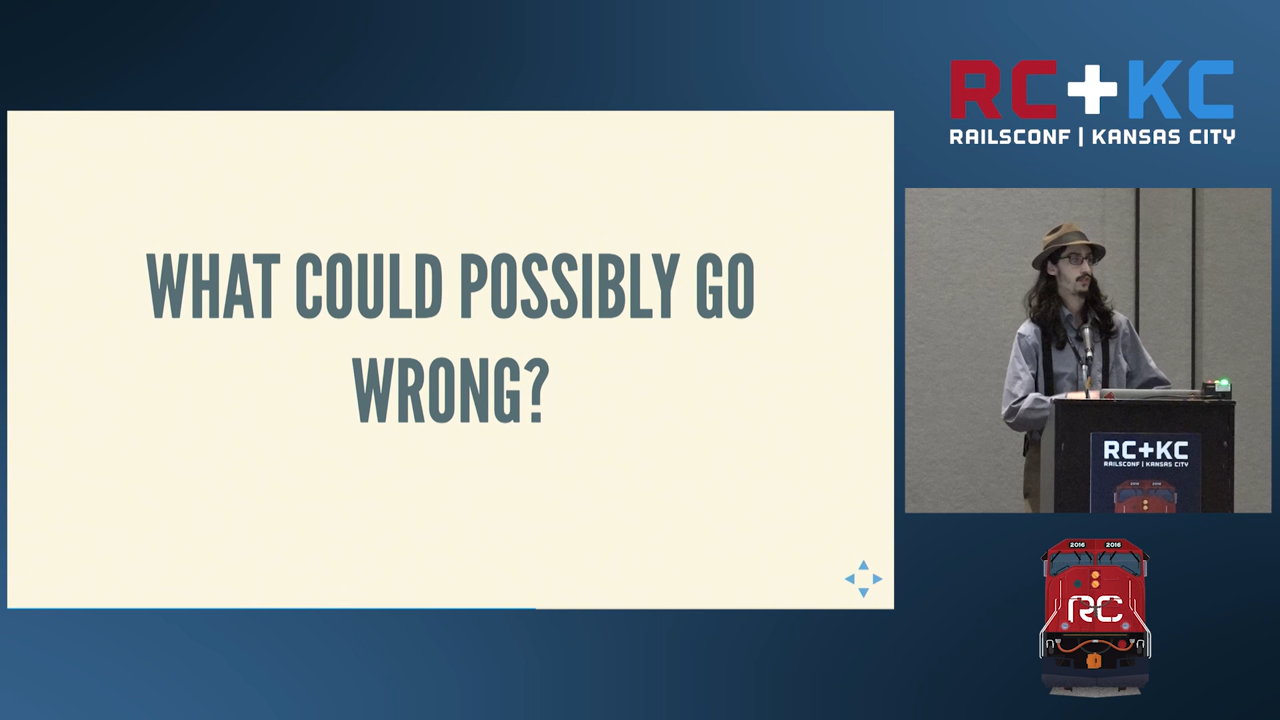 RC+KC
RAILSCONF | KANSAS CITY
WHAT COULD POSSIBLY GO
WRONG?
RC+KC
RAILSCONF | KANSAS CITY
2016 2016
RC